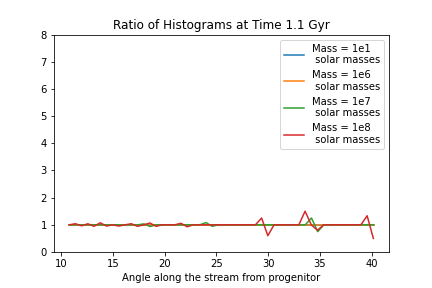 Ratio of Histograms at Time 1.1 Gyr
8
7
6
5
4
3
2
1
0
Mass = 1e1
solar masses
Mass = 1e6
solar masses
Mass = 1e7
solar masses
Mass = 1e8
solar masses
10 15 20 25 30 35 40
Angle along the stream from progenitor